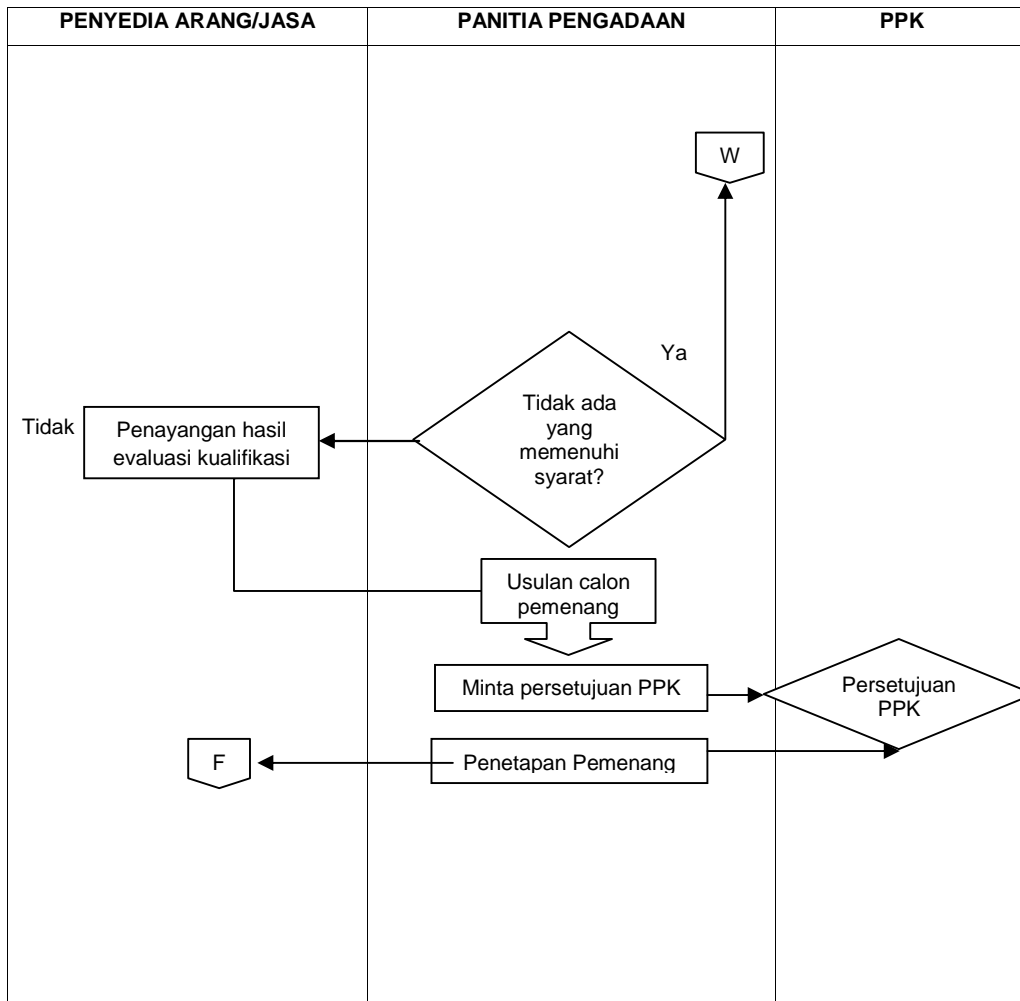 PENYEDIA ARANG/JASA
PANITIA PENGADAAN
PPK
W
Ya
Tidak ada
yang
memenuhi
syarat?
Tidak
Penayangan hasil
evaluasi kualifikasi
Usulan calon
pemenang
Minta persetujuan PPK
Persetujuan
PPK
F
Penetapan Pemenang